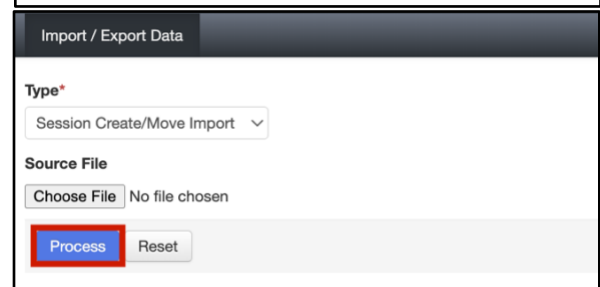 Import / Export Data
Type*
Session Create/Move Import
Source File
Choose File No file chosen
Process Reset